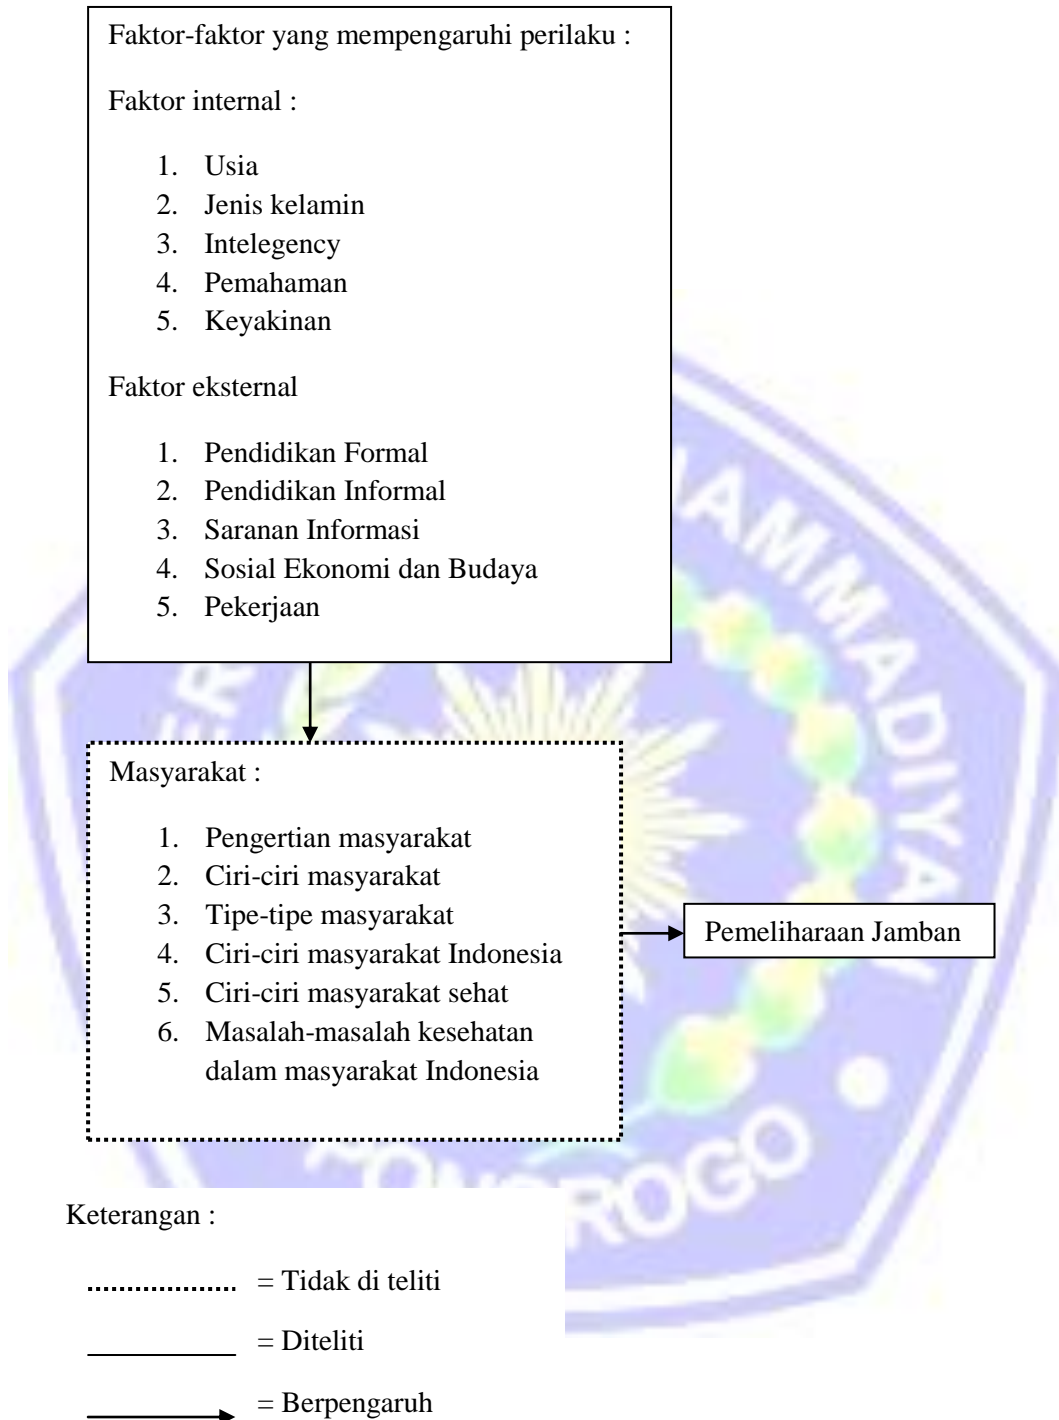 Faktor-faktor yang mempengaruhi perilaku :
Faktor internal :
1. Usia
2. Jenis kelamin
3. Intelegency
4. Pemahaman
5. Keyakinan
Faktor eksternal
1. Pendidikan Formal
2. Pendidikan Informal
3. Saranan Informasi
4. Sosial Ekonomi dan Budaya
5. Pekerjaan
Masyarakat :
1. Pengertian masyarakat
2. Ciri-ciri masyarakat
3. Tipe-tipe masyarakat
4. Ciri-ciri masyarakat Indonesia
5. Ciri-ciri masyarakat sehat
6. Masalah-masalah kesehatan
dalam masyarakat Indonesia
Pemeliharaan Jamban
Keterangan :
= Tidak di teliti
= Diteliti
= Berpengaruh